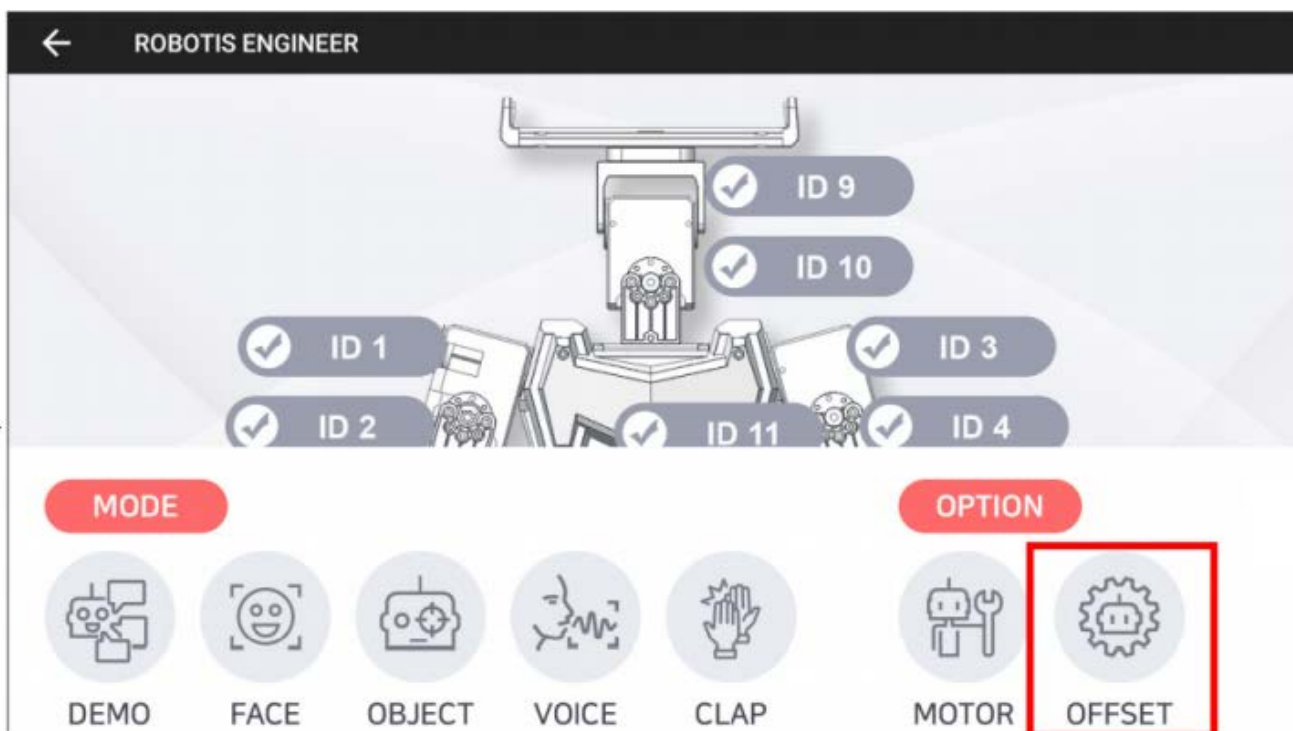 ROBOTIS ENGINEER
ID 9
ID 10
ID 1
ID 3
ID 2
ID 11
ID 4
MODE
OPTION
DEMO
FACE
OBJECT
VOICE
CLAP
MOTOR
OFFSET